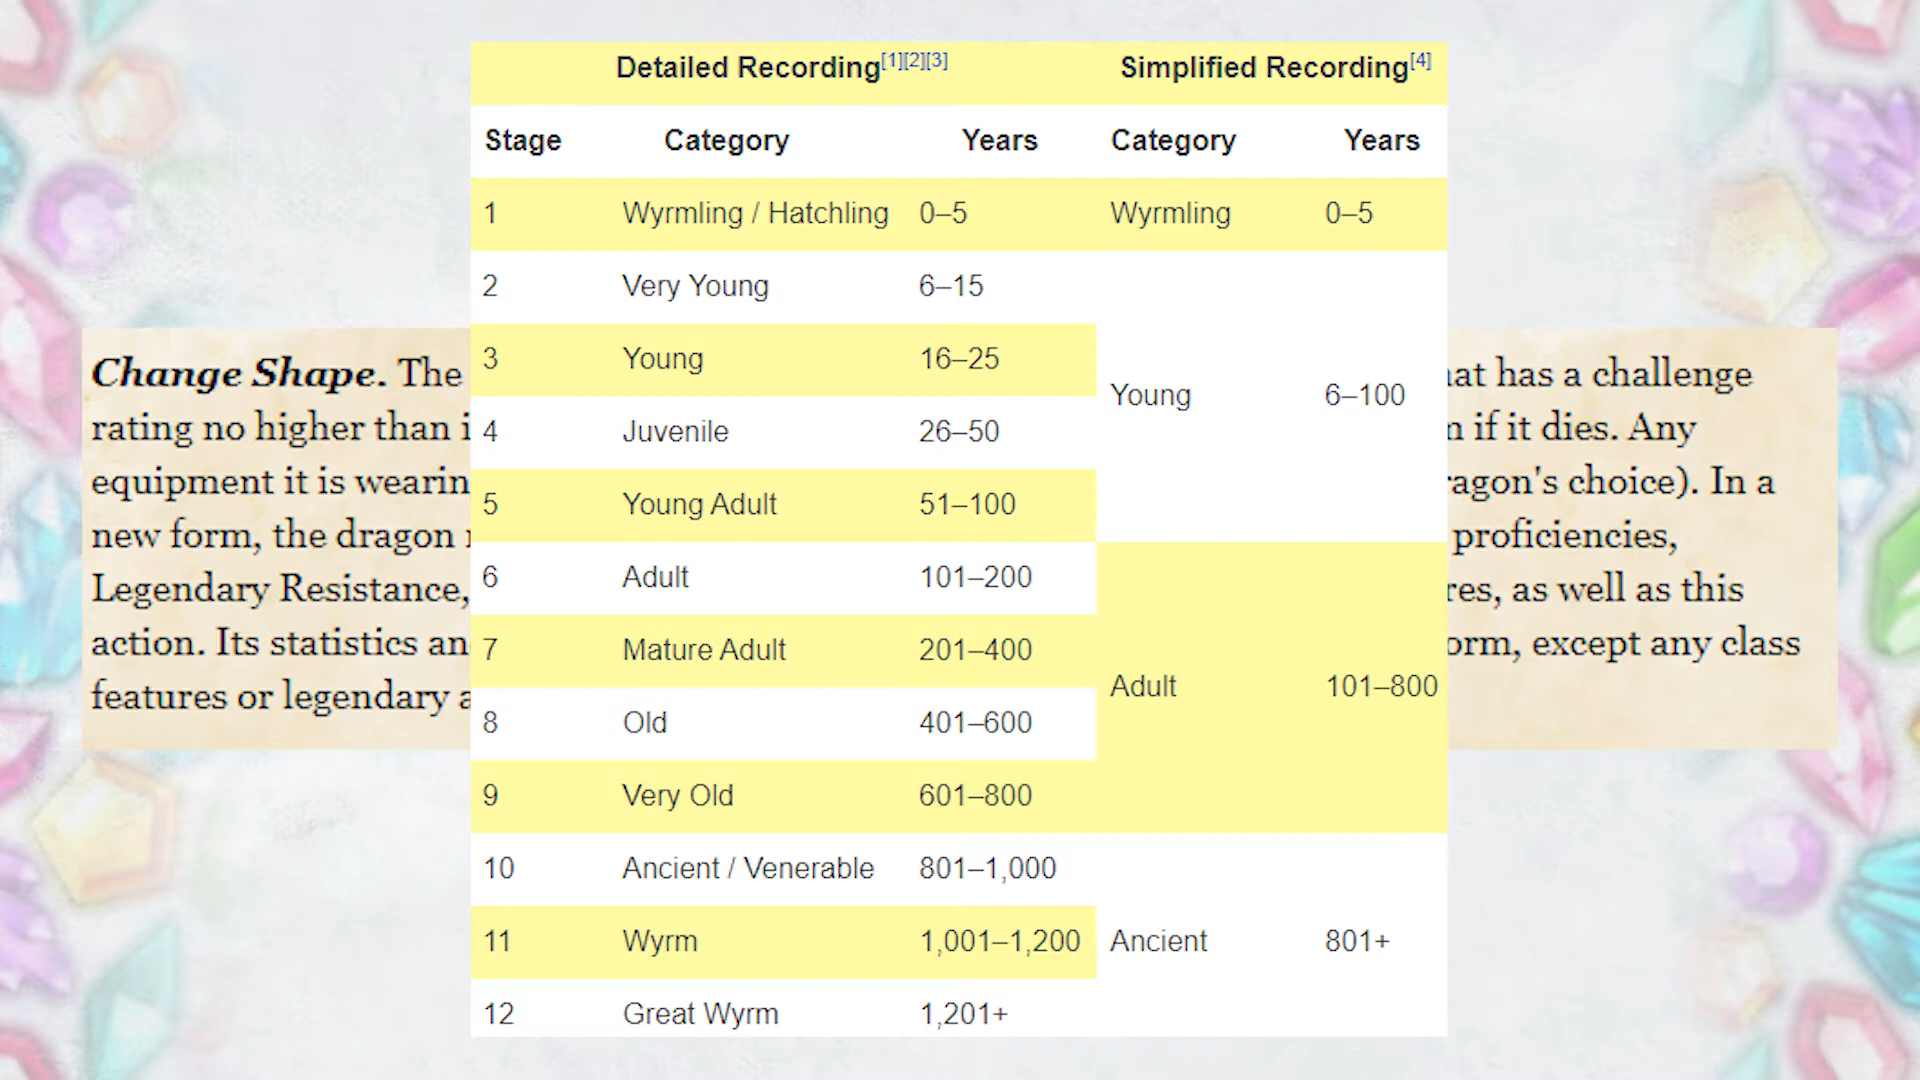 Detailed Recording[1][2][3] Simplified Recording[4]
Stage Category Years Category Years
1 Wyrmling / Hatchling 0–5 Wyrmling 0–5
2 Very Young 6–15
3 Young 16–25
Young 6–100
4 Juvenile 26–50
5 Young Adult 51–100
6 Adult 101–200
7 Mature Adult 201–400
Adult 101–800
8 Old 401–600
9 Very Old 601–800
10 Ancient / Venerable 801–1,000
11 Wyrm 1,001–1,200 Ancient 801+
12 Great Wyrm 1,201+
Change Shape. The
rating no higher than
equipment it is
new form, the dragon
Legendary Resistance,
action. Its statistics
features or legendary
has a challenge
if it dies. Any
choice). In a
proficiencies,
as well as this
except any class